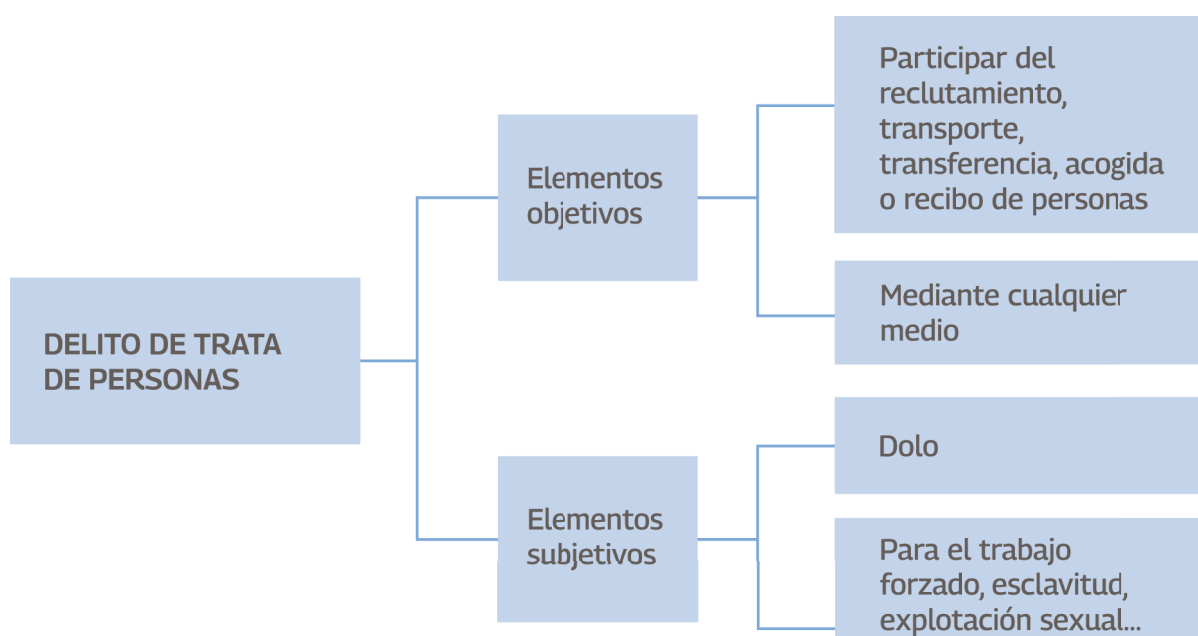 DELITO DE TRATA
DE PERSONAS
Elementos
objetivos
Participar del
reclutamiento,
transporte,
transferencia, acogida
o recibo de personas
Mediante cualquier
medio
Elementos
subjetivos
Dolo
Para el trabajo
forzado, esclavitud,
explotación sexual...